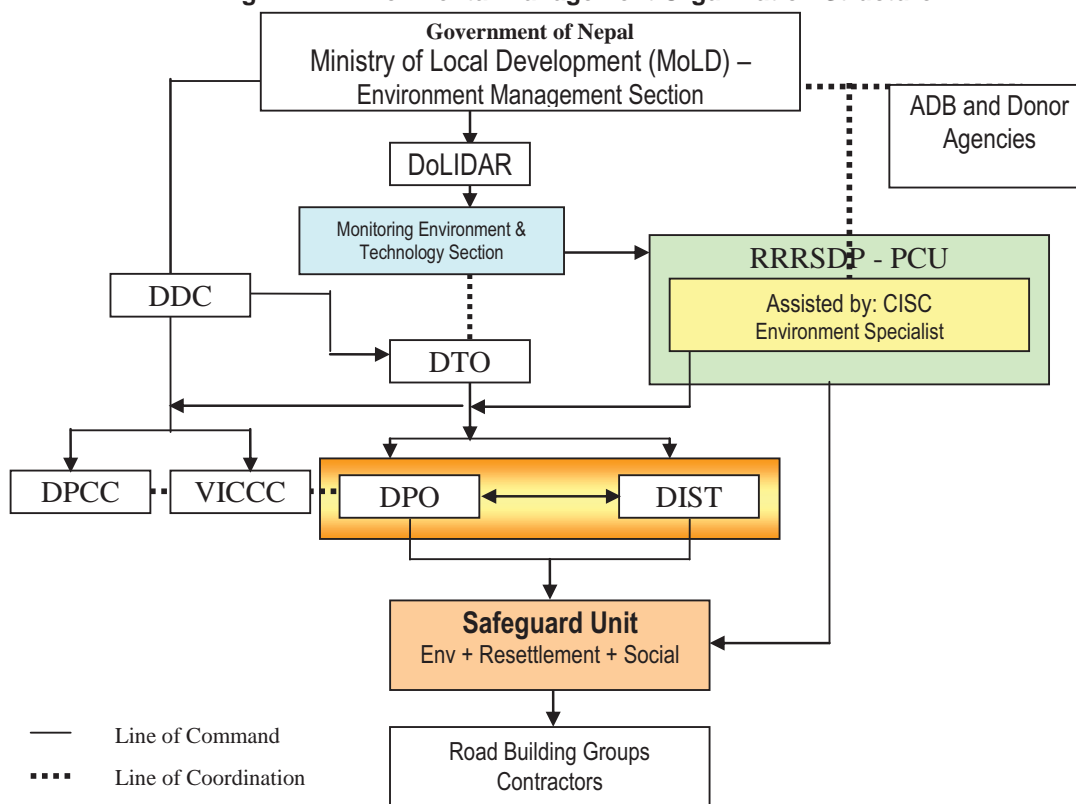 Government of Nepal
Ministry of Local Development (MoLD) –
Environment Management Section
ADB and Donor
Agencies
DoLIDAR
Monitoring Environment &
Technology Section
RRRSDP - PCU
Assisted by: CISC
Environment Specialist
DDC
DTO
DPCC
VICCC
DPO
DIST
Safeguard Unit
Env + Resettlement + Social
Road Building Groups
Contractors
Line of Command
Line of Coordination